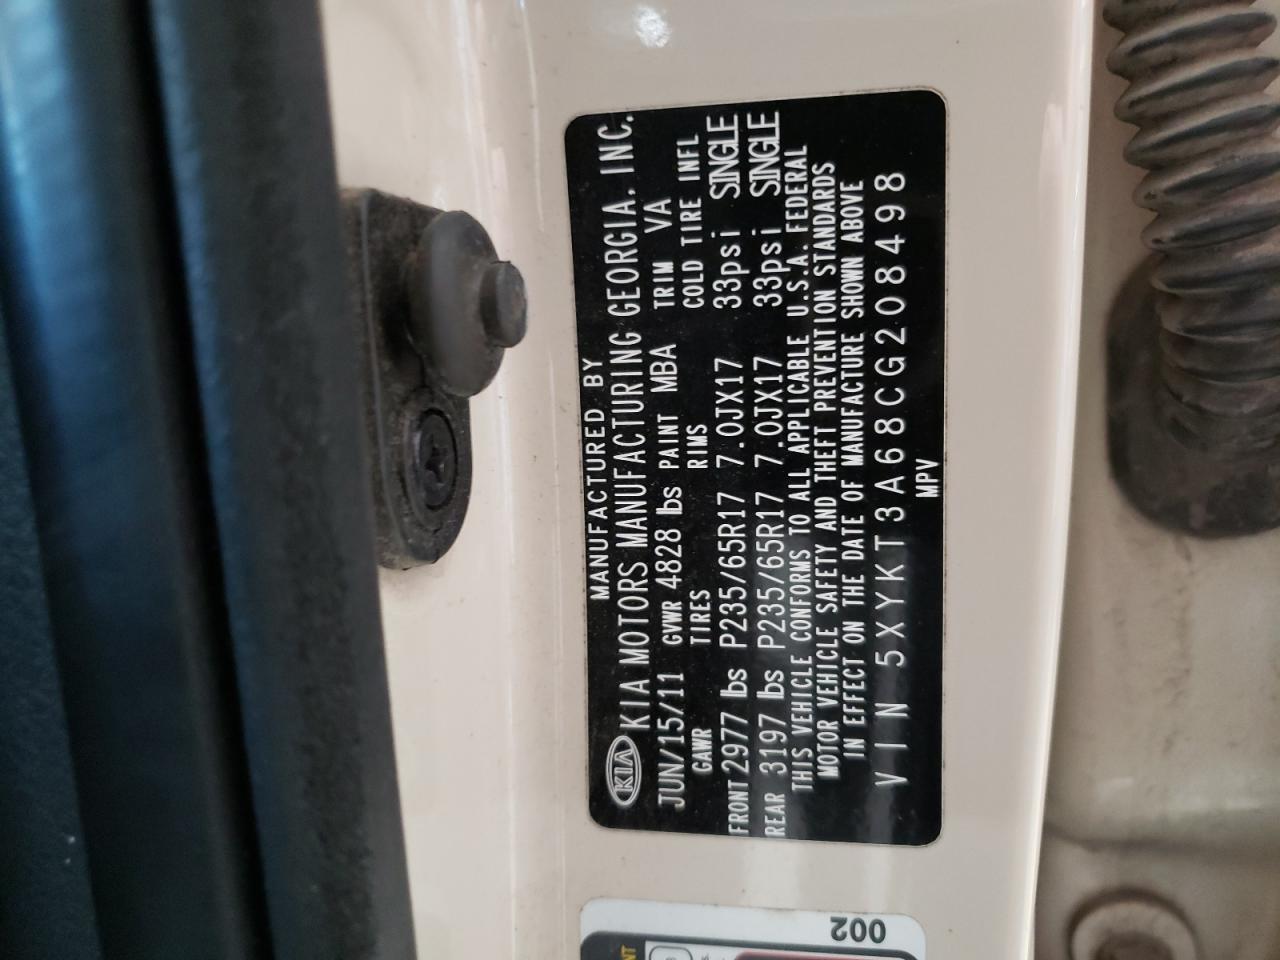 MANUFACTURED BY
KIA KIA MOTORS MANUFACTURING GEORGIA, INC.
JUN/15/11 GVWR 4828 lbs PAINT MBA TRIM VA
GAWR TIRES RIMS COLD TIRE INFL
FRONT 2977 lbs P235/65R17 7.0JX17 33psi SINGLE
REAR 3197 lbs P235/65R17 7.0JX17 33psi SINGLE
THIS VEHICLE CONFORMS TO ALL APPLICABLE U.S.A. FEDERAL
MOTOR VEHICLE SAFETY AND THEFT PREVENTION STANDARDS
IN EFFECT ON THE DATE OF MANUFACTURE SHOWN ABOVE
VIN 5XYKT3A68CG208498
MPV
002